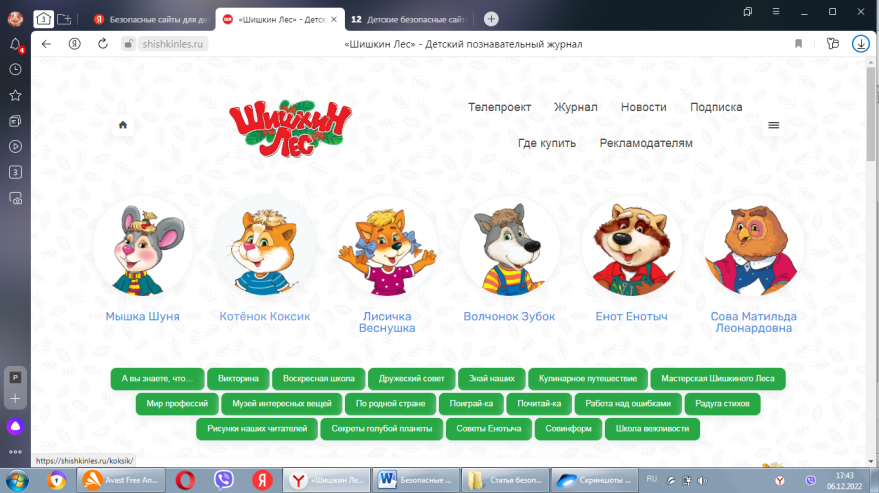 3
Безопасные сайты для де
«Шишкин Лес» - Детск
12 Детские безопасные сайт
4
shishkinles.ru
«Шишкин Лес» - Детский познавательный журнал
3
P
ШИШКИН
ЛЕС
Телепроект Журнал Новости Подписка
Где купить Рекламодателям
Мышка Шуня
Котёнок Коксик
Лисичка
Веснушка
Волчонок Зубок
Енот Енотыч
Сова Матильда
Леонардовна
А вы знаете, что... Викторина Воскресная школа Дружеский совет Знай наших Кулинарное путешествие Мастерская Шишкиного Леса
Мир профессий Музей интересных вещей По родной стране Поиграй-ка Почитай-ка Работа над ошибками Радуга стихов
Рисунки наших читателей Секреты голубой планеты Советы Енотыча Совинформ Школа вежливости
https://shishkinles.ru/koksik/
Avast Free An... «Шишкин Ле... Безопасные ... Статья безоп... Скриншоты ... RU
17:43
06.12.2022